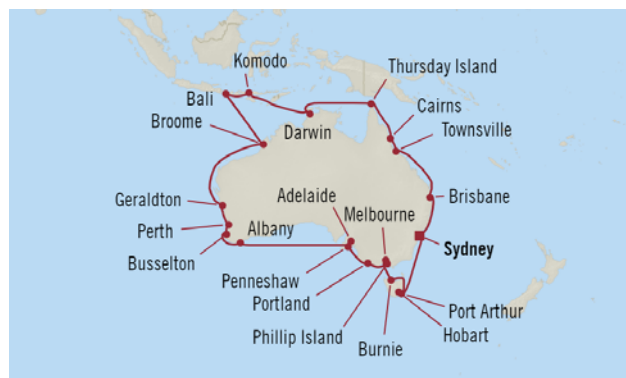 Komodo
Thursday Island
Bali
Cairns
Broome
Darwin
Townsville
Geraldton
Adelaide
Brisbane
Melbourne
Perth
Albany
Sydney
Busselton
Penneshaw
Portland
Port Arthur
Phillip Island
Hobart
Burnie